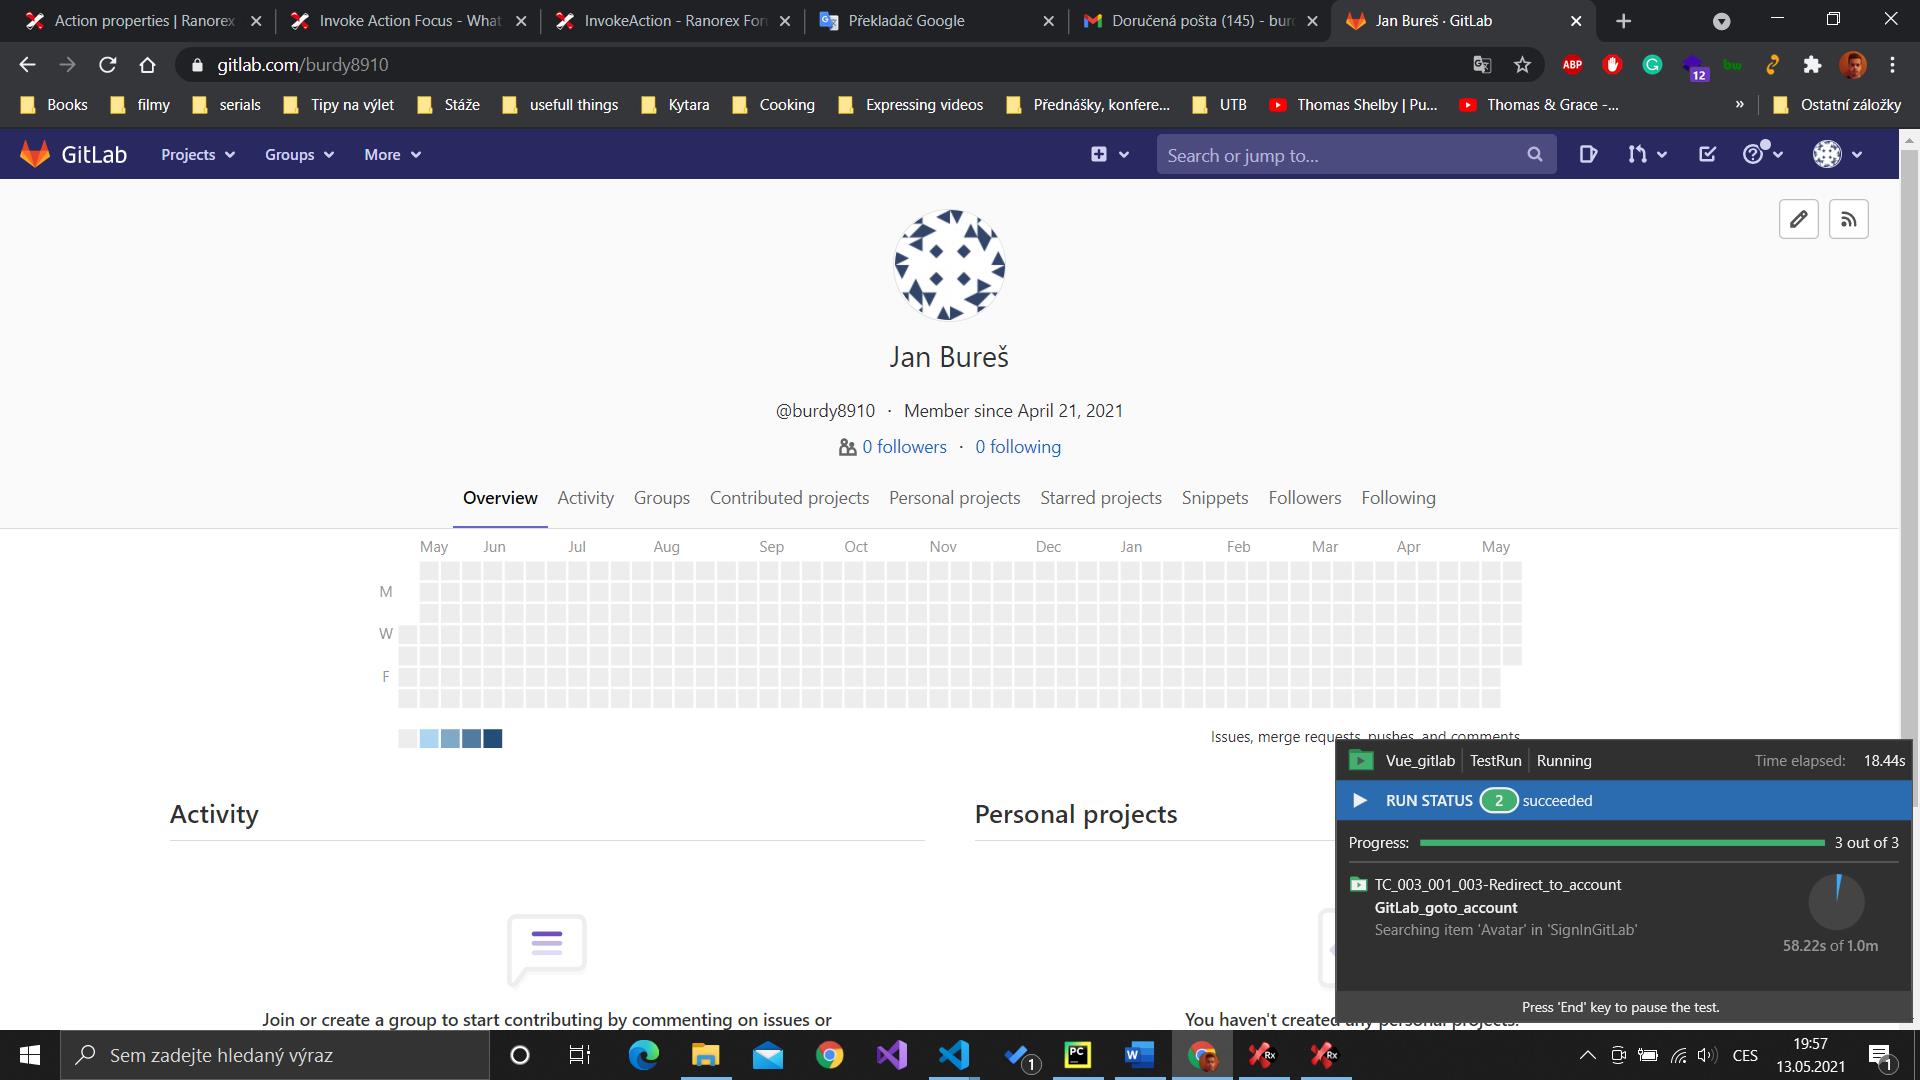 Action properties | Ranorex
Invoke Action Focus - What
InvokeAction - Ranorex For
Překladač Google
Doručená pošta (145) - burd
Jan Bureš · GitLab
gitlab.com/burdy8910
ABP
12
bw
Books
filmy
serials
Tipy na výlet
Stáže
usefull things
Kytara
Cooking
Expressing videos
Přednášky, konfere...
UTB
Thomas Shelby | Pu...
Thomas & Grace -...
»
Ostatní záložky
GitLab
Projects
Groups
More
Search or jump to...
Jan Bureš
@burdy8910 · Member since April 21, 2021
0 followers · 0 following
Overview
Activity
Groups
Contributed projects
Personal projects
Starred projects
Snippets
Followers
Following
May Jun Jul Aug Sep Oct Nov Dec Jan Feb Mar Apr May
M
W
F
Issues, merge requests, pushes, and comments
Vue_gitlab | TestRun | Running
Time elapsed: 18.44s
RUN STATUS 2 succeeded
Progress: 3 out of 3
TC_003_001_003-Redirect_to_account
GitLab_goto_account
Searching item 'Avatar' in 'SignInGitLab'
58.22s of 1.0m
Press 'End' key to pause the test.
Activity
Personal projects
Join or create a group to start contributing by commenting on issues or
You haven't created any personal projects.
Sem zadejte hledaný výraz
1
PC
Rx
Rx
CES
19:57
13.05.2021
1